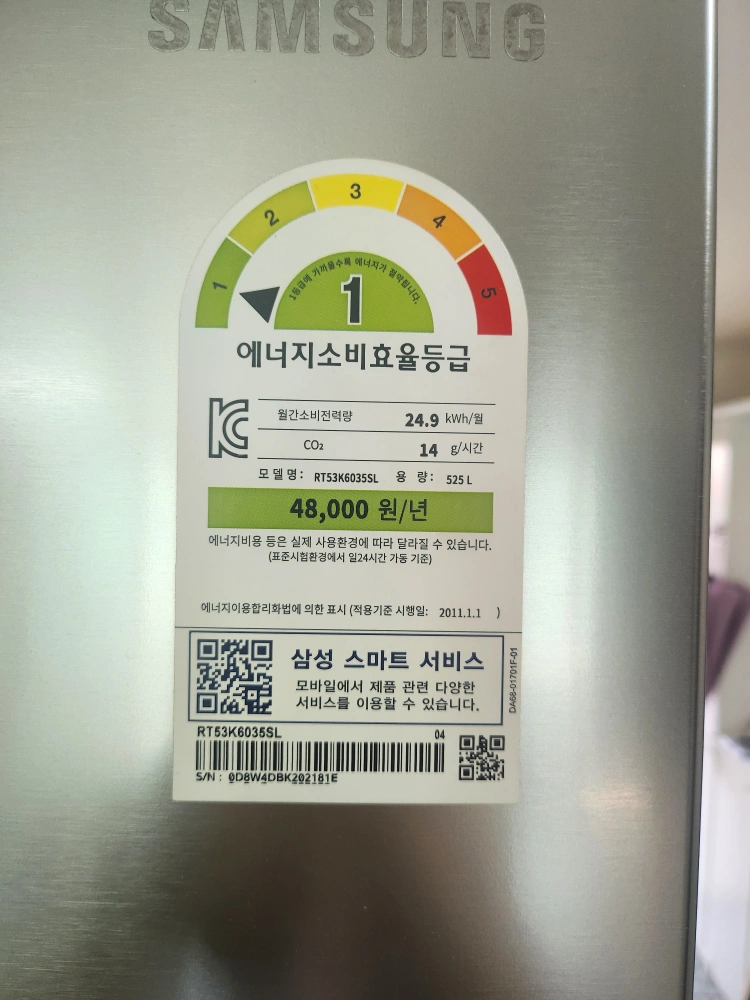 SAMSUNG
1 2 3 4 5
1등급에 가까울수록 에너지가 절약됩니다.
1
에너지소비효율등급
월간소비전력량 24.9 kWh/월
CO₂ 14 g/시간
모델명: RT53K6035SL 용 량: 525 L
48,000 원/년
에너지비용 등은 실제 사용환경에 따라 달라질 수 있습니다.
(표준시험환경에서 일24시간 가동 기준)
에너지이용합리화법에 의한 표시 (적용기준 시행일: 2011.1.1 )
삼성 스마트 서비스
모바일에서 제품 관련 다양한
서비스를 이용할 수 있습니다.
DA68-01701F-01
RT53K6035SL 04
S/N : 0D8W4DBK202181E